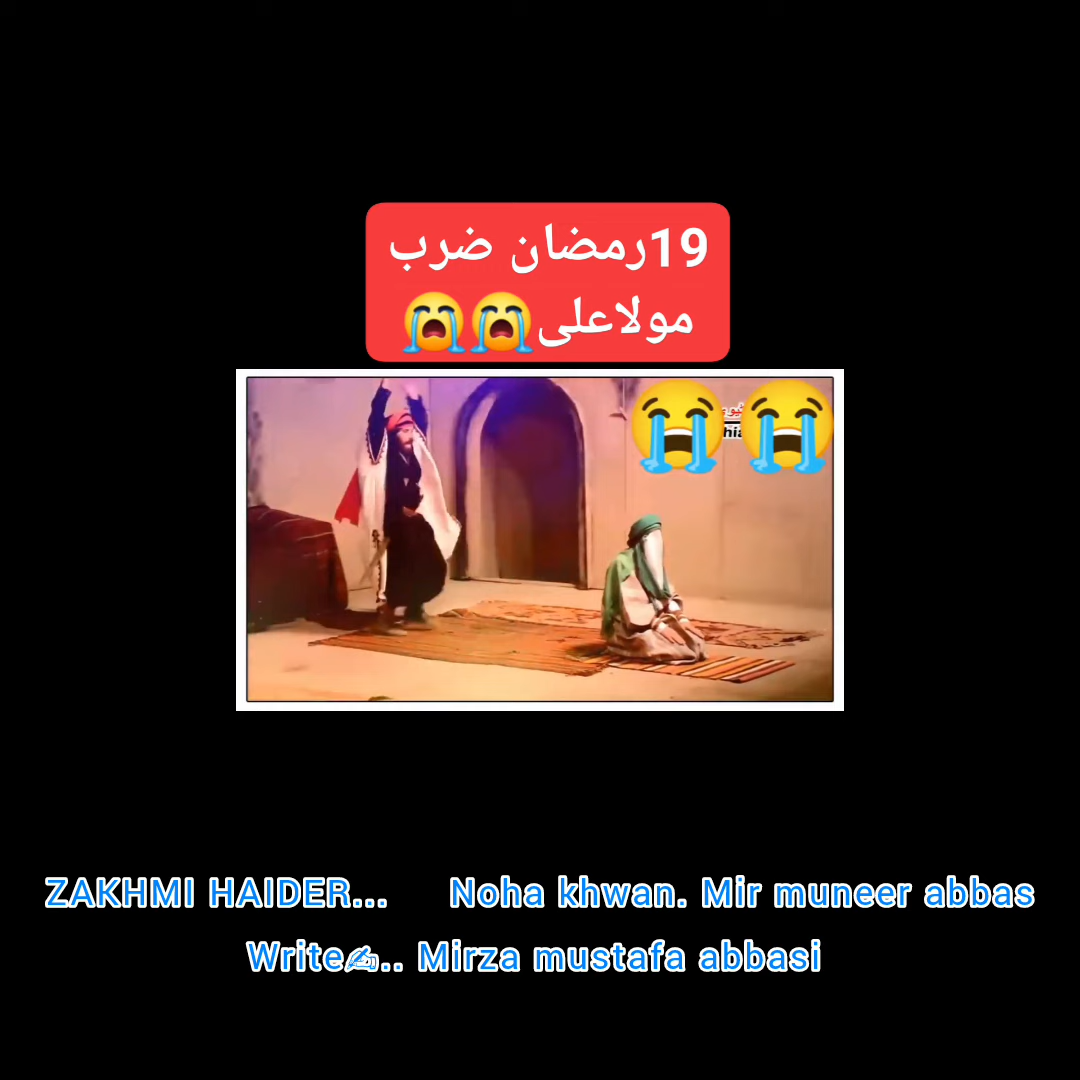 19رمضان ضرب
مولاعلی😭😭
ZAKHMI HAIDER... Noha khwan. Mir muneer abbas
Write✍.. Mirza mustafa abbasi